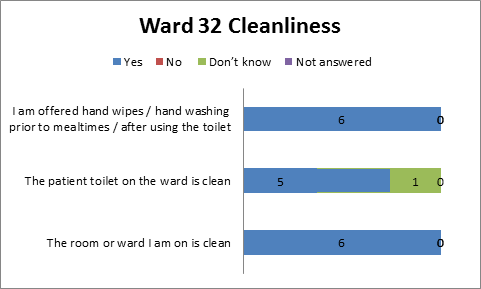 Ward 32 Cleanliness
Yes No Don't know Not answered
I am offered hand wipes / hand washing
prior to mealtimes / after using the toilet
6 0
The patient toilet on the ward is clean
5 1 0
The room or ward I am on is clean
6 0